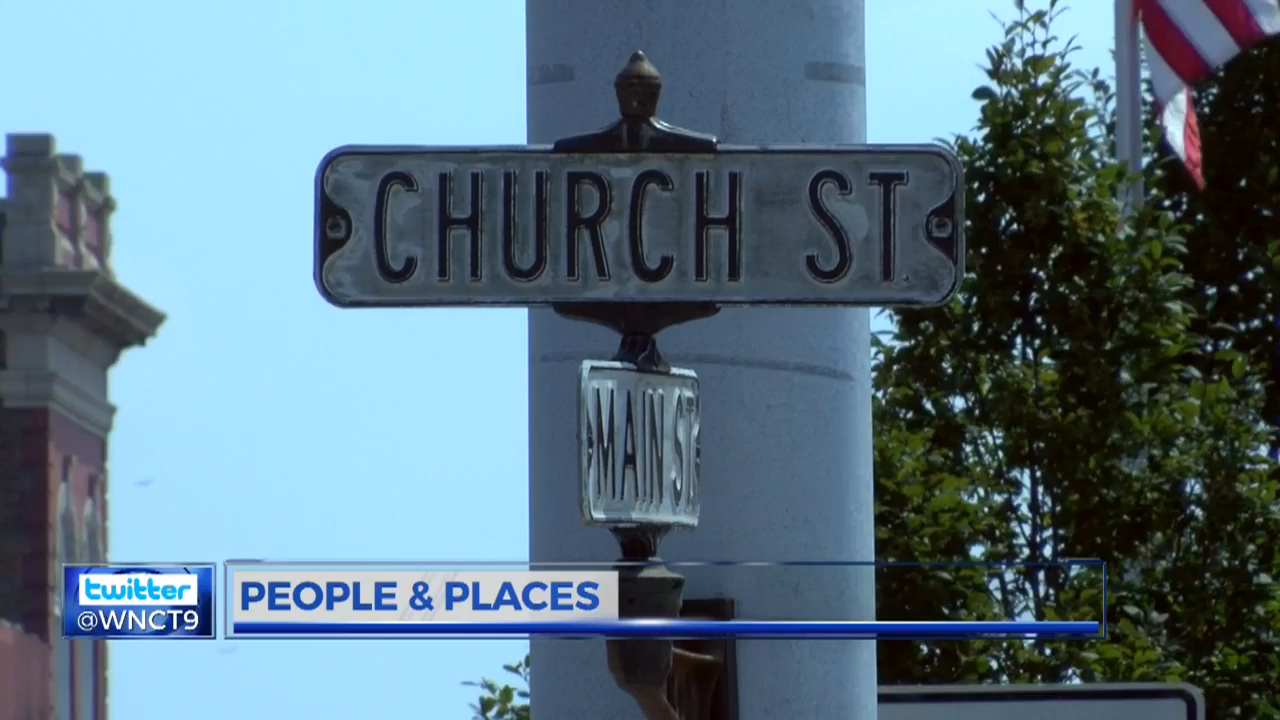 CHURCH ST.
MAIN ST.
twitter
@WNCT9
PEOPLE & PLACES